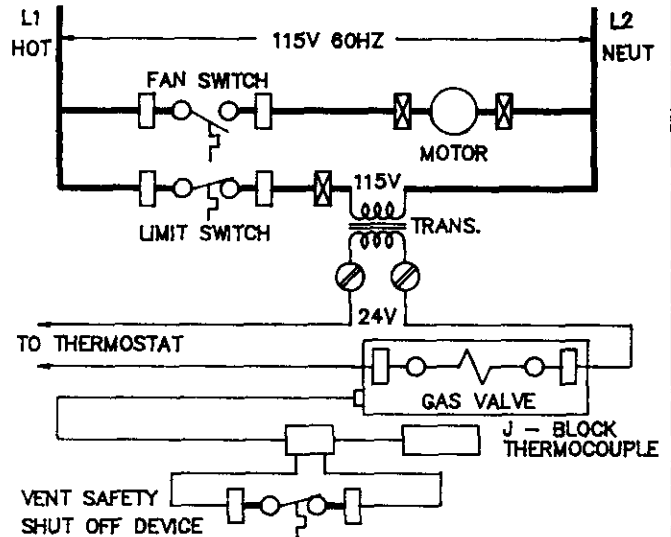 L1
HOT
115V 60HZ
L2
NEUT
FAN SWITCH
MOTOR
LIMIT SWITCH
115V
TRANS.
24V
TO THERMOSTAT
GAS VALVE
J - BLOCK
THERMOCOUPLE
VENT SAFETY
SHUT OFF DEVICE